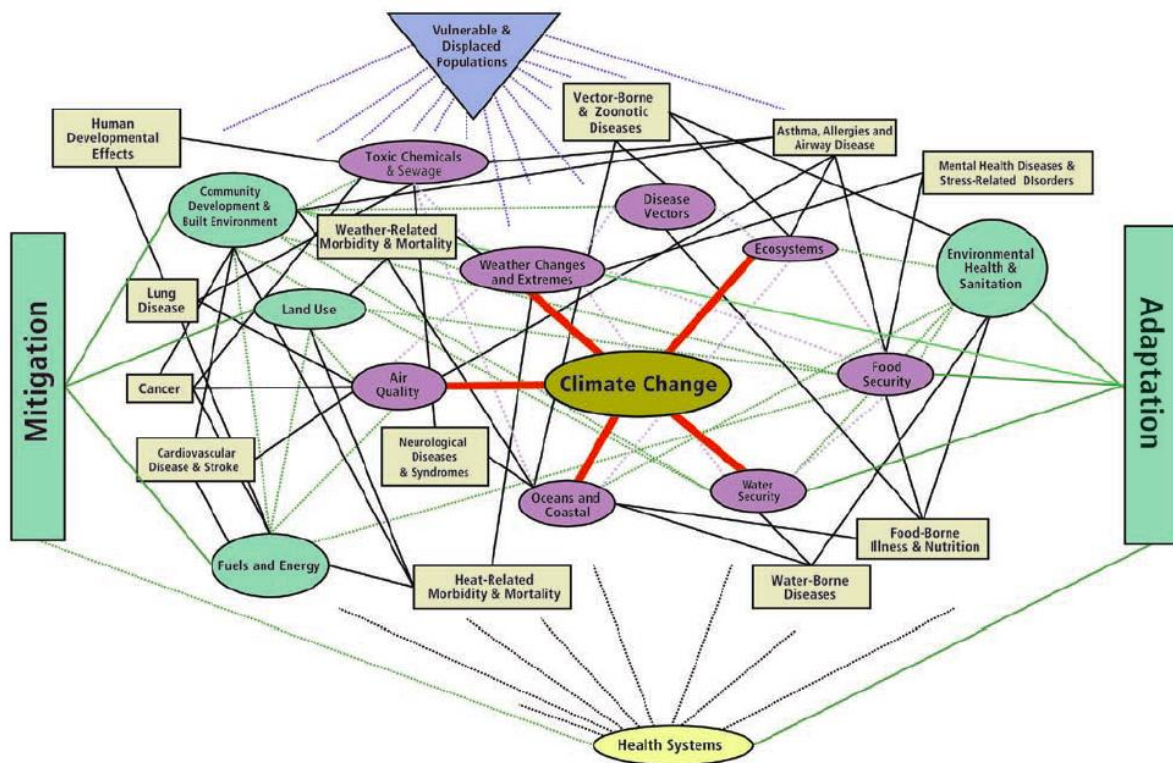 Vulnerable &
Displaced
Populations
Vector-Borne
& Zoonotic
Diseases
Human
Developmental
Effects
Asthma, Allergies and
Airway Disease
Toxic Chemicals
& Sewage
Mental Health Diseases &
Stress-Related DIsorders
Community
Development &
Built Environment
Disease
Vectors
Weather-Related
Morbidity & Mortality
Ecosystems
Environmental
Health &
Sanitation
Weather Changes
and Extremes
Lung
Disease
Land Use
Mitigation
Adaptation
Climate Change
Air
Quality
Food
Security
Cancer
Cardiovascular
Disease & Stroke
Neurological
Diseases
& Syndromes
Water
Security
Oceans and
Coastal
Food-Borne
Illness & Nutrition
Fuels and Energy
Heat-Related
Morbidity & Mortality
Water-Borne
Diseases
Health Systems